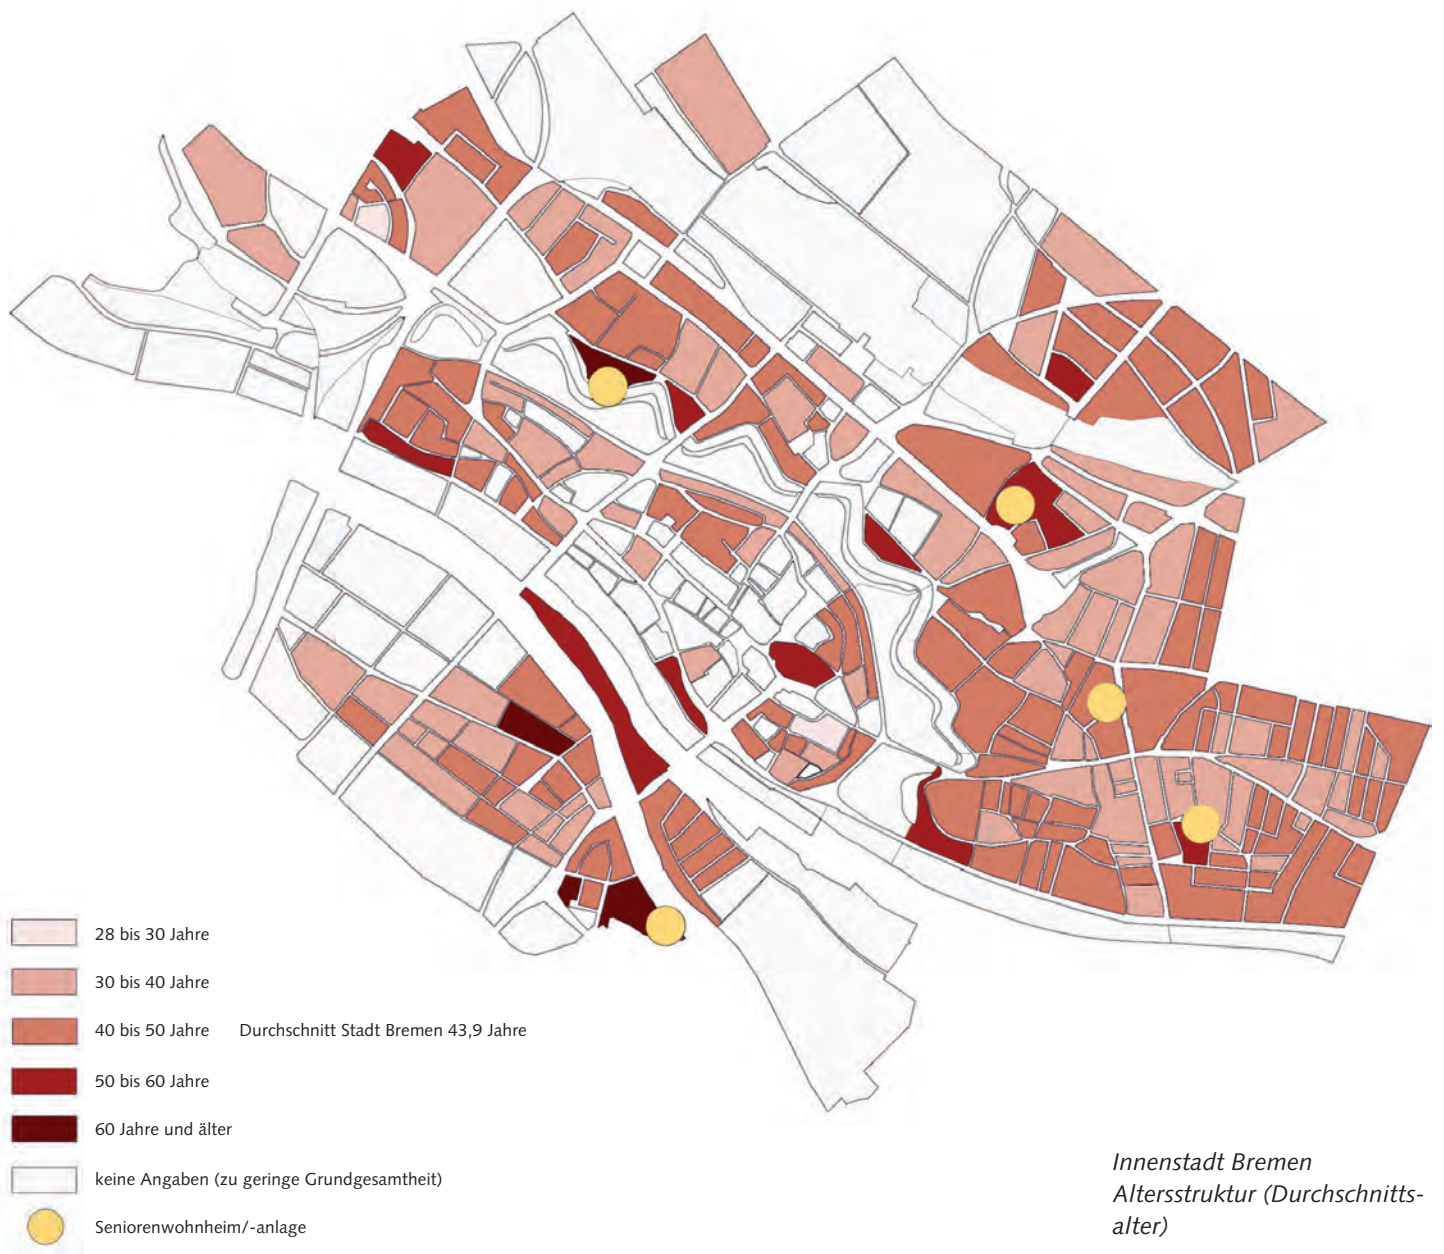 28 bis 30 Jahre
30 bis 40 Jahre
40 bis 50 Jahre Durchschnitt Stadt Bremen 43,9 Jahre
50 bis 60 Jahre
60 Jahre und älter
keine Angaben (zu geringe Grundgesamtheit)
Seniorenwohnheim/-anlage
Innenstadt Bremen
Altersstruktur (Durchschnitts-
alter)